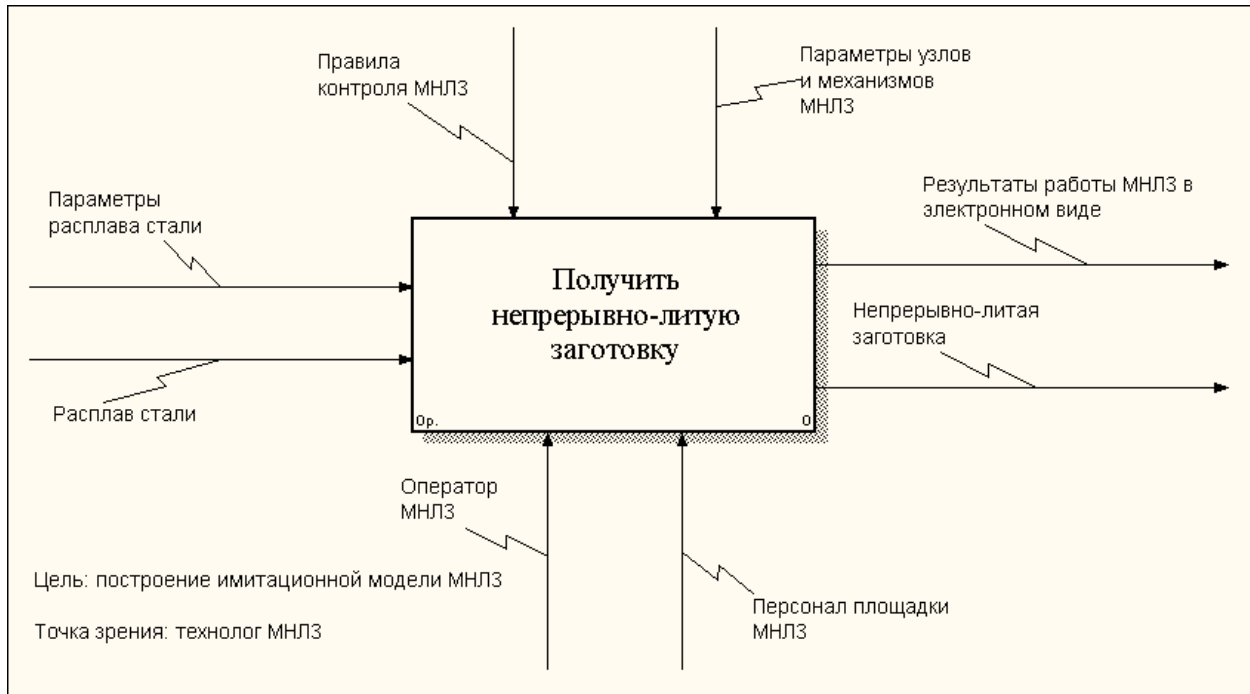 Правила
контроля МНЛЗ
Параметры узлов
и механизмов
МНЛЗ
Параметры
расплава стали
Результаты работы МНЛЗ в
электронном виде
Получить
непрерывно-литую
заготовку
Непрерывно-литая
заготовка
Расплав стали
0р.
0
Оператор
МНЛЗ
Цель: построение имитационной модели МНЛЗ
Персонал площадки
МНЛЗ
Точка зрения: технолог МНЛЗ